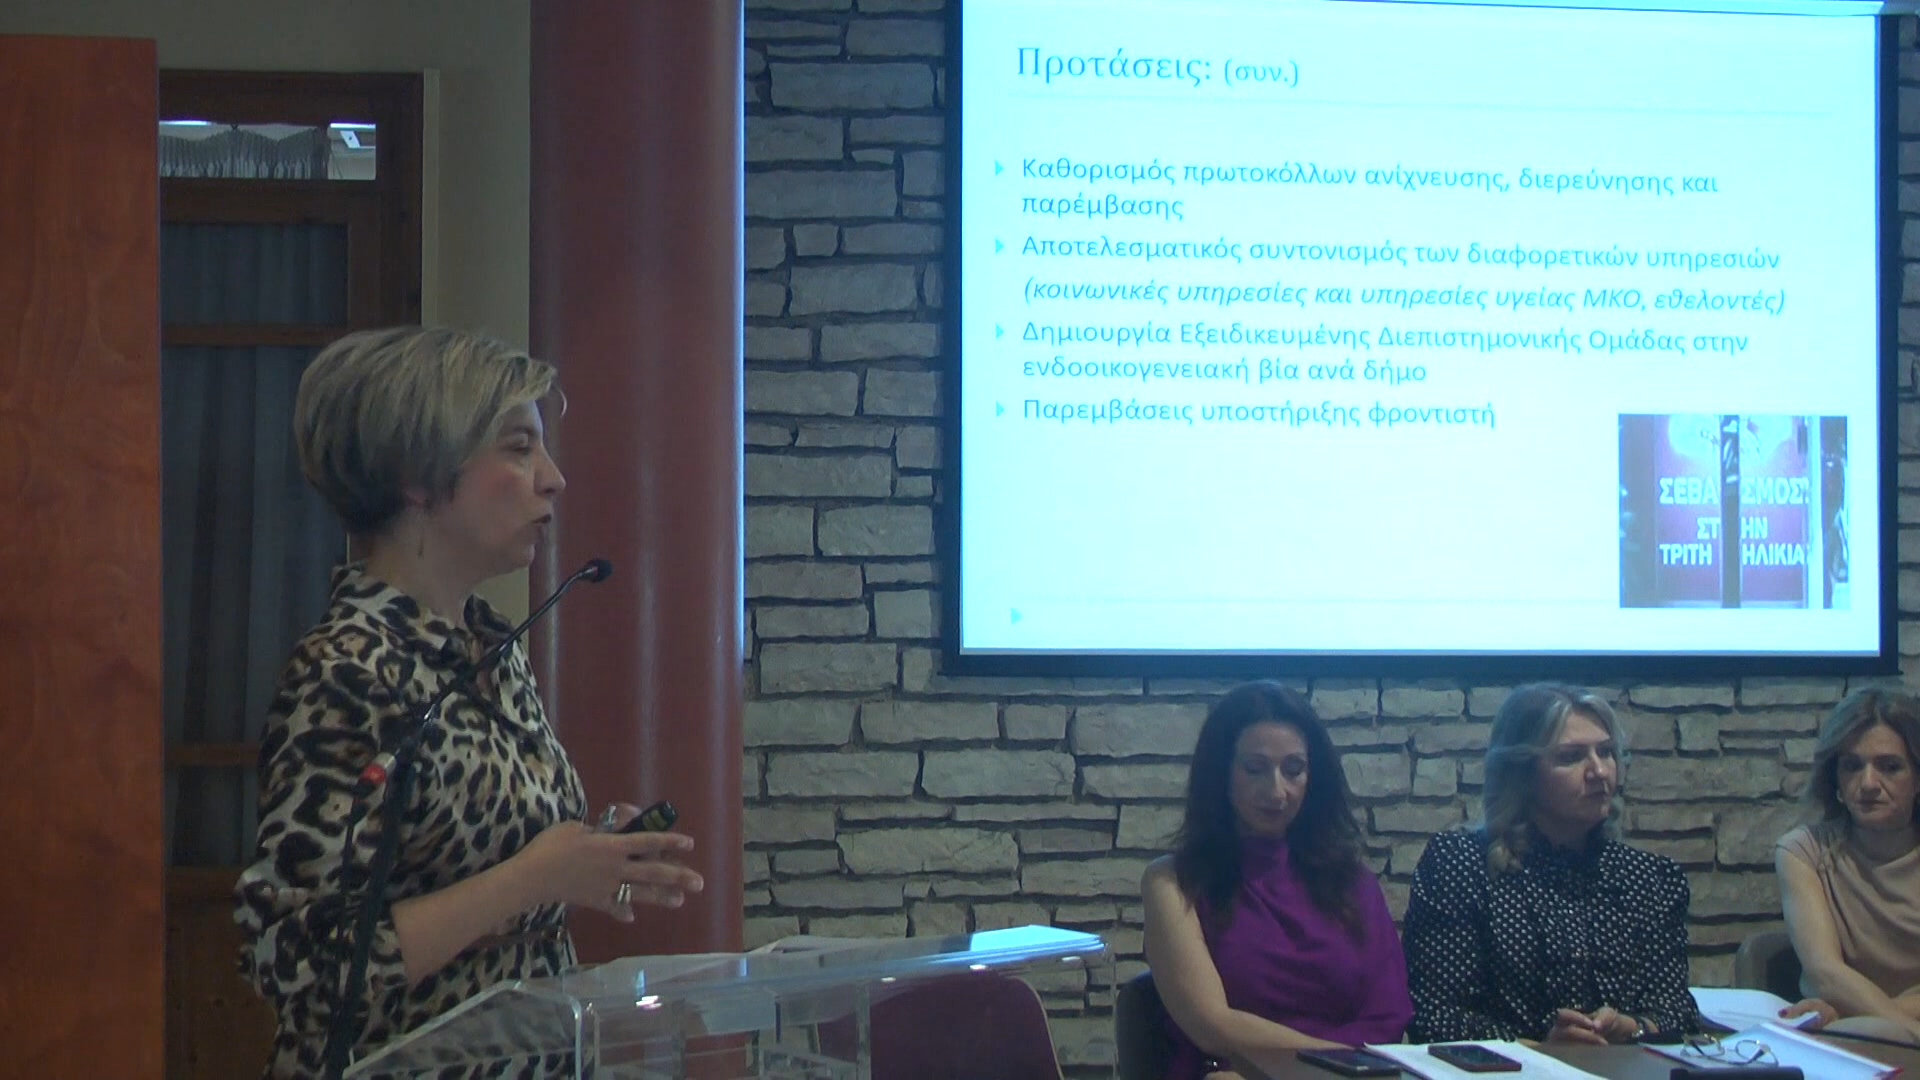 Προτάσεις: (συν.)
Καθορισμός πρωτοκόλλων ανίχνευσης, διερεύνησης και
παρέμβασης
Αποτελεσματικός συντονισμός των διαφορετικών υπηρεσιών
(κοινωνικές υπηρεσίες και υπηρεσίες υγείας ΜΚΟ, εθελοντές)
Δημιουργία Εξειδικευμένης Διεπιστημονικής Ομάδας στην
ενδοοικογενειακή βία ανά δήμο
Παρεμβάσεις υποστήριξης φροντιστή
ΣΕΒΑ ΣΜΟΣ
ΣΤ ΗΝ
ΤΡΙΤΗ ΗΛΙΚΙΑ